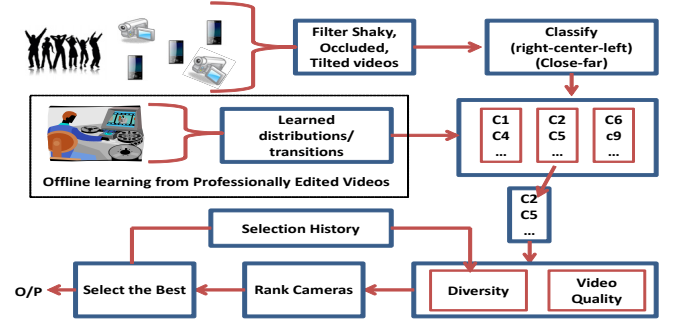 Filter Shaky,
Occluded,
Tilted videos
Classify
(right-center-left)
(Close-far)
Learned
distributions/
transitions
Offline learning from Professionally Edited Videos
C1
C4
...
C2
C5
...
C6
c9
...
C2
C5
...
Selection History
O/P
Select the Best
Rank Cameras
Diversity
Video
Quality